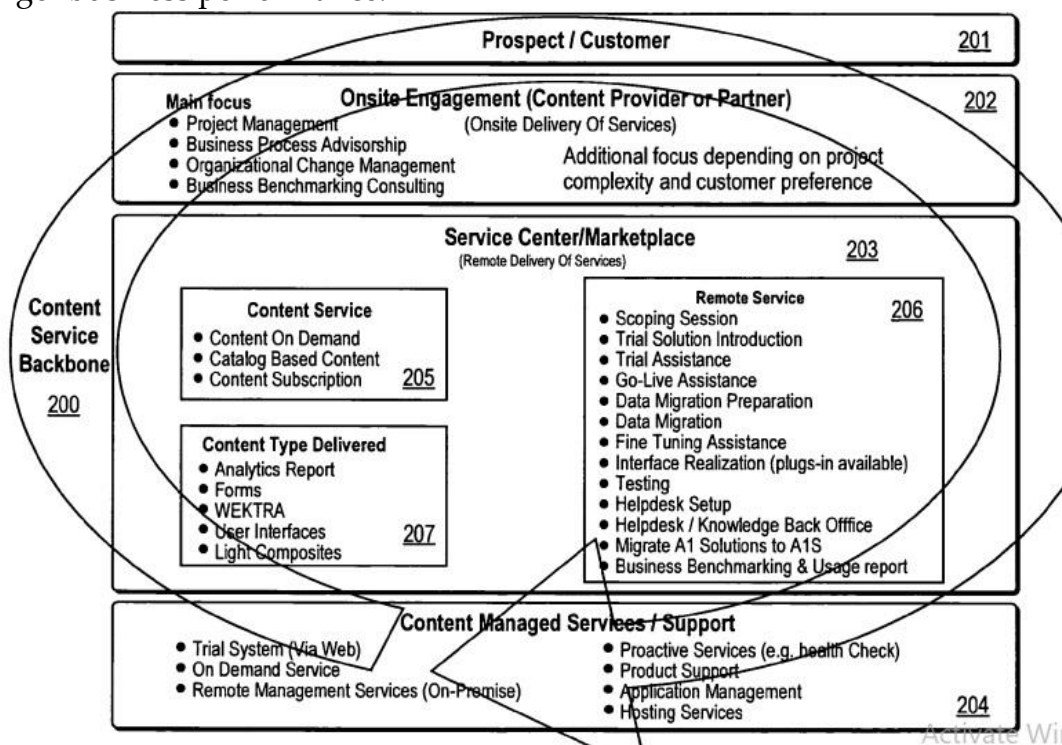 ger business performance.
Prospect / Customer 201
Onsite Engagement (Content Provider or Partner) 202
(Onsite Delivery Of Services)
Main focus
● Project Management
● Business Process Advisorship
● Organizational Change Management
● Business Benchmarking Consulting
Additional focus depending on project
complexity and customer preference
Content
Service
Backbone
200
Service Center/Marketplace 203
(Remote Delivery Of Services)
Content Service
● Content On Demand
● Catalog Based Content
● Content Subscription 205
Content Type Delivered
● Analytics Report
● Forms
● WEKTRA
● User Interfaces 207
● Light Composites
Remote Service 206
● Scoping Session
● Trial Solution Introduction
● Trial Assistance
● Go-Live Assistance
● Data Migration Preparation
● Data Migration
● Fine Tuning Assistance
● Interface Realization (plugs-in available)
● Testing
● Helpdesk Setup
● Helpdesk / Knowledge Back Offfice
● Migrate A1 Solutions to A1S
● Business Benchmarking & Usage report
Content Managed Services / Support
● Trial System (Via Web)
● On Demand Service
● Remote Management Services (On-Premise)
● Proactive Services (e.g. health Check)
● Product Support
● Application Management
● Hosting Services 204
Activate Wi